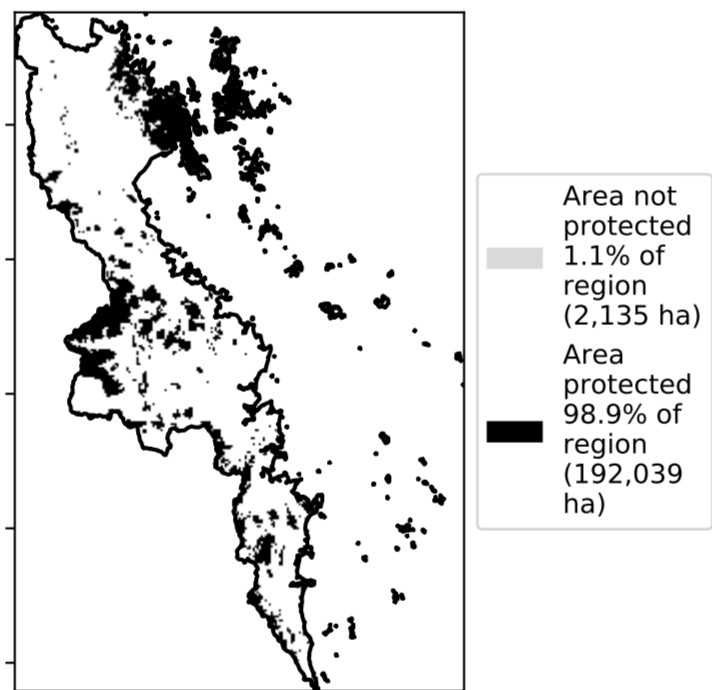 Area not
protected
1.1% of
region
(2,135 ha)
Area
protected
98.9% of
region
(192,039
ha)